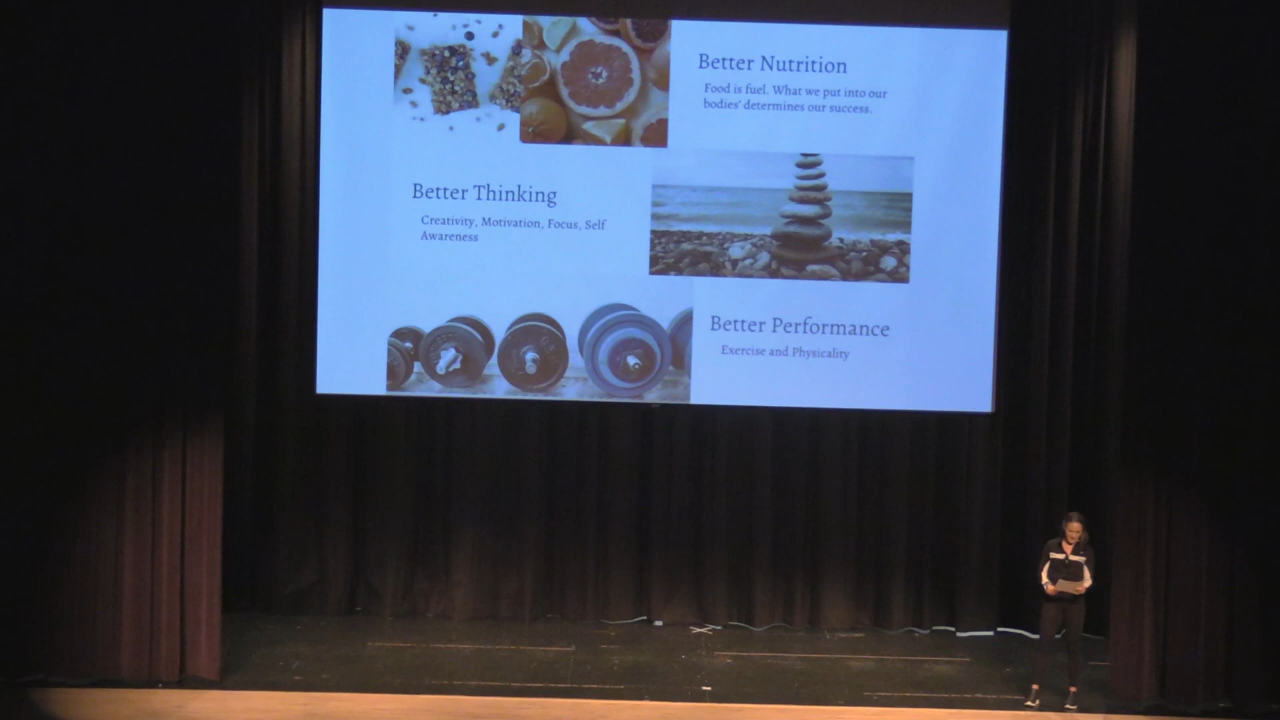 Better Nutrition
Food is fuel. What we put into our
bodies' determines our success.
Better Thinking
Creativity, Motivation, Focus, Self
Awareness
Better Performance
Exercise and Physicality